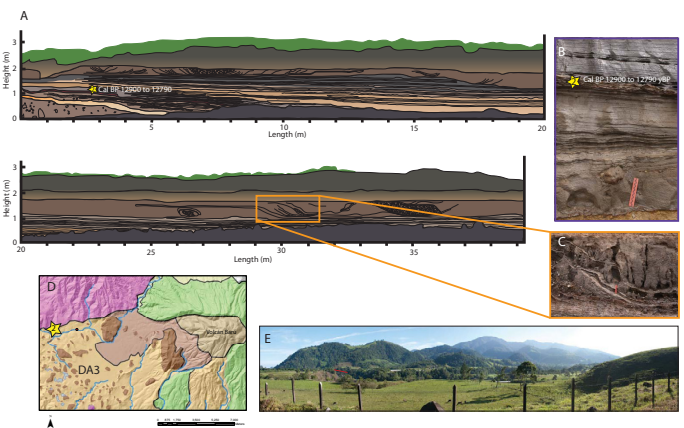 A
3
2
1
0
Height (m)
Cal BP 12900 to 12790
5
10
15
20
Length (m)
B
Cal BP 12900 to 12790 yBP
3
2
1
0
Height (m)
20
25
30
35
Length (m)
C
D
Volcan Baru
DA3
E